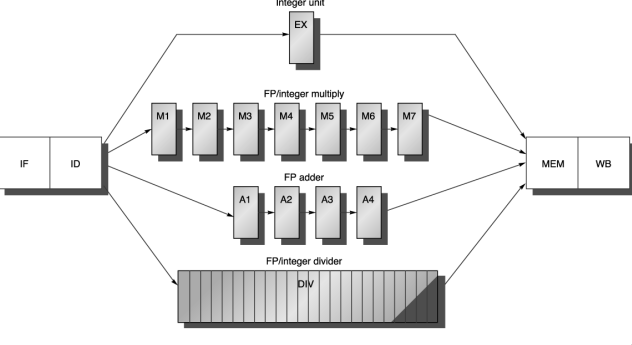 Integer unit
EX
FP/integer multiply
M1 M2 M3 M4 M5 M6 M7
IF ID MEM WB
FP adder
A1 A2 A3 A4
FP/integer divider
DIV